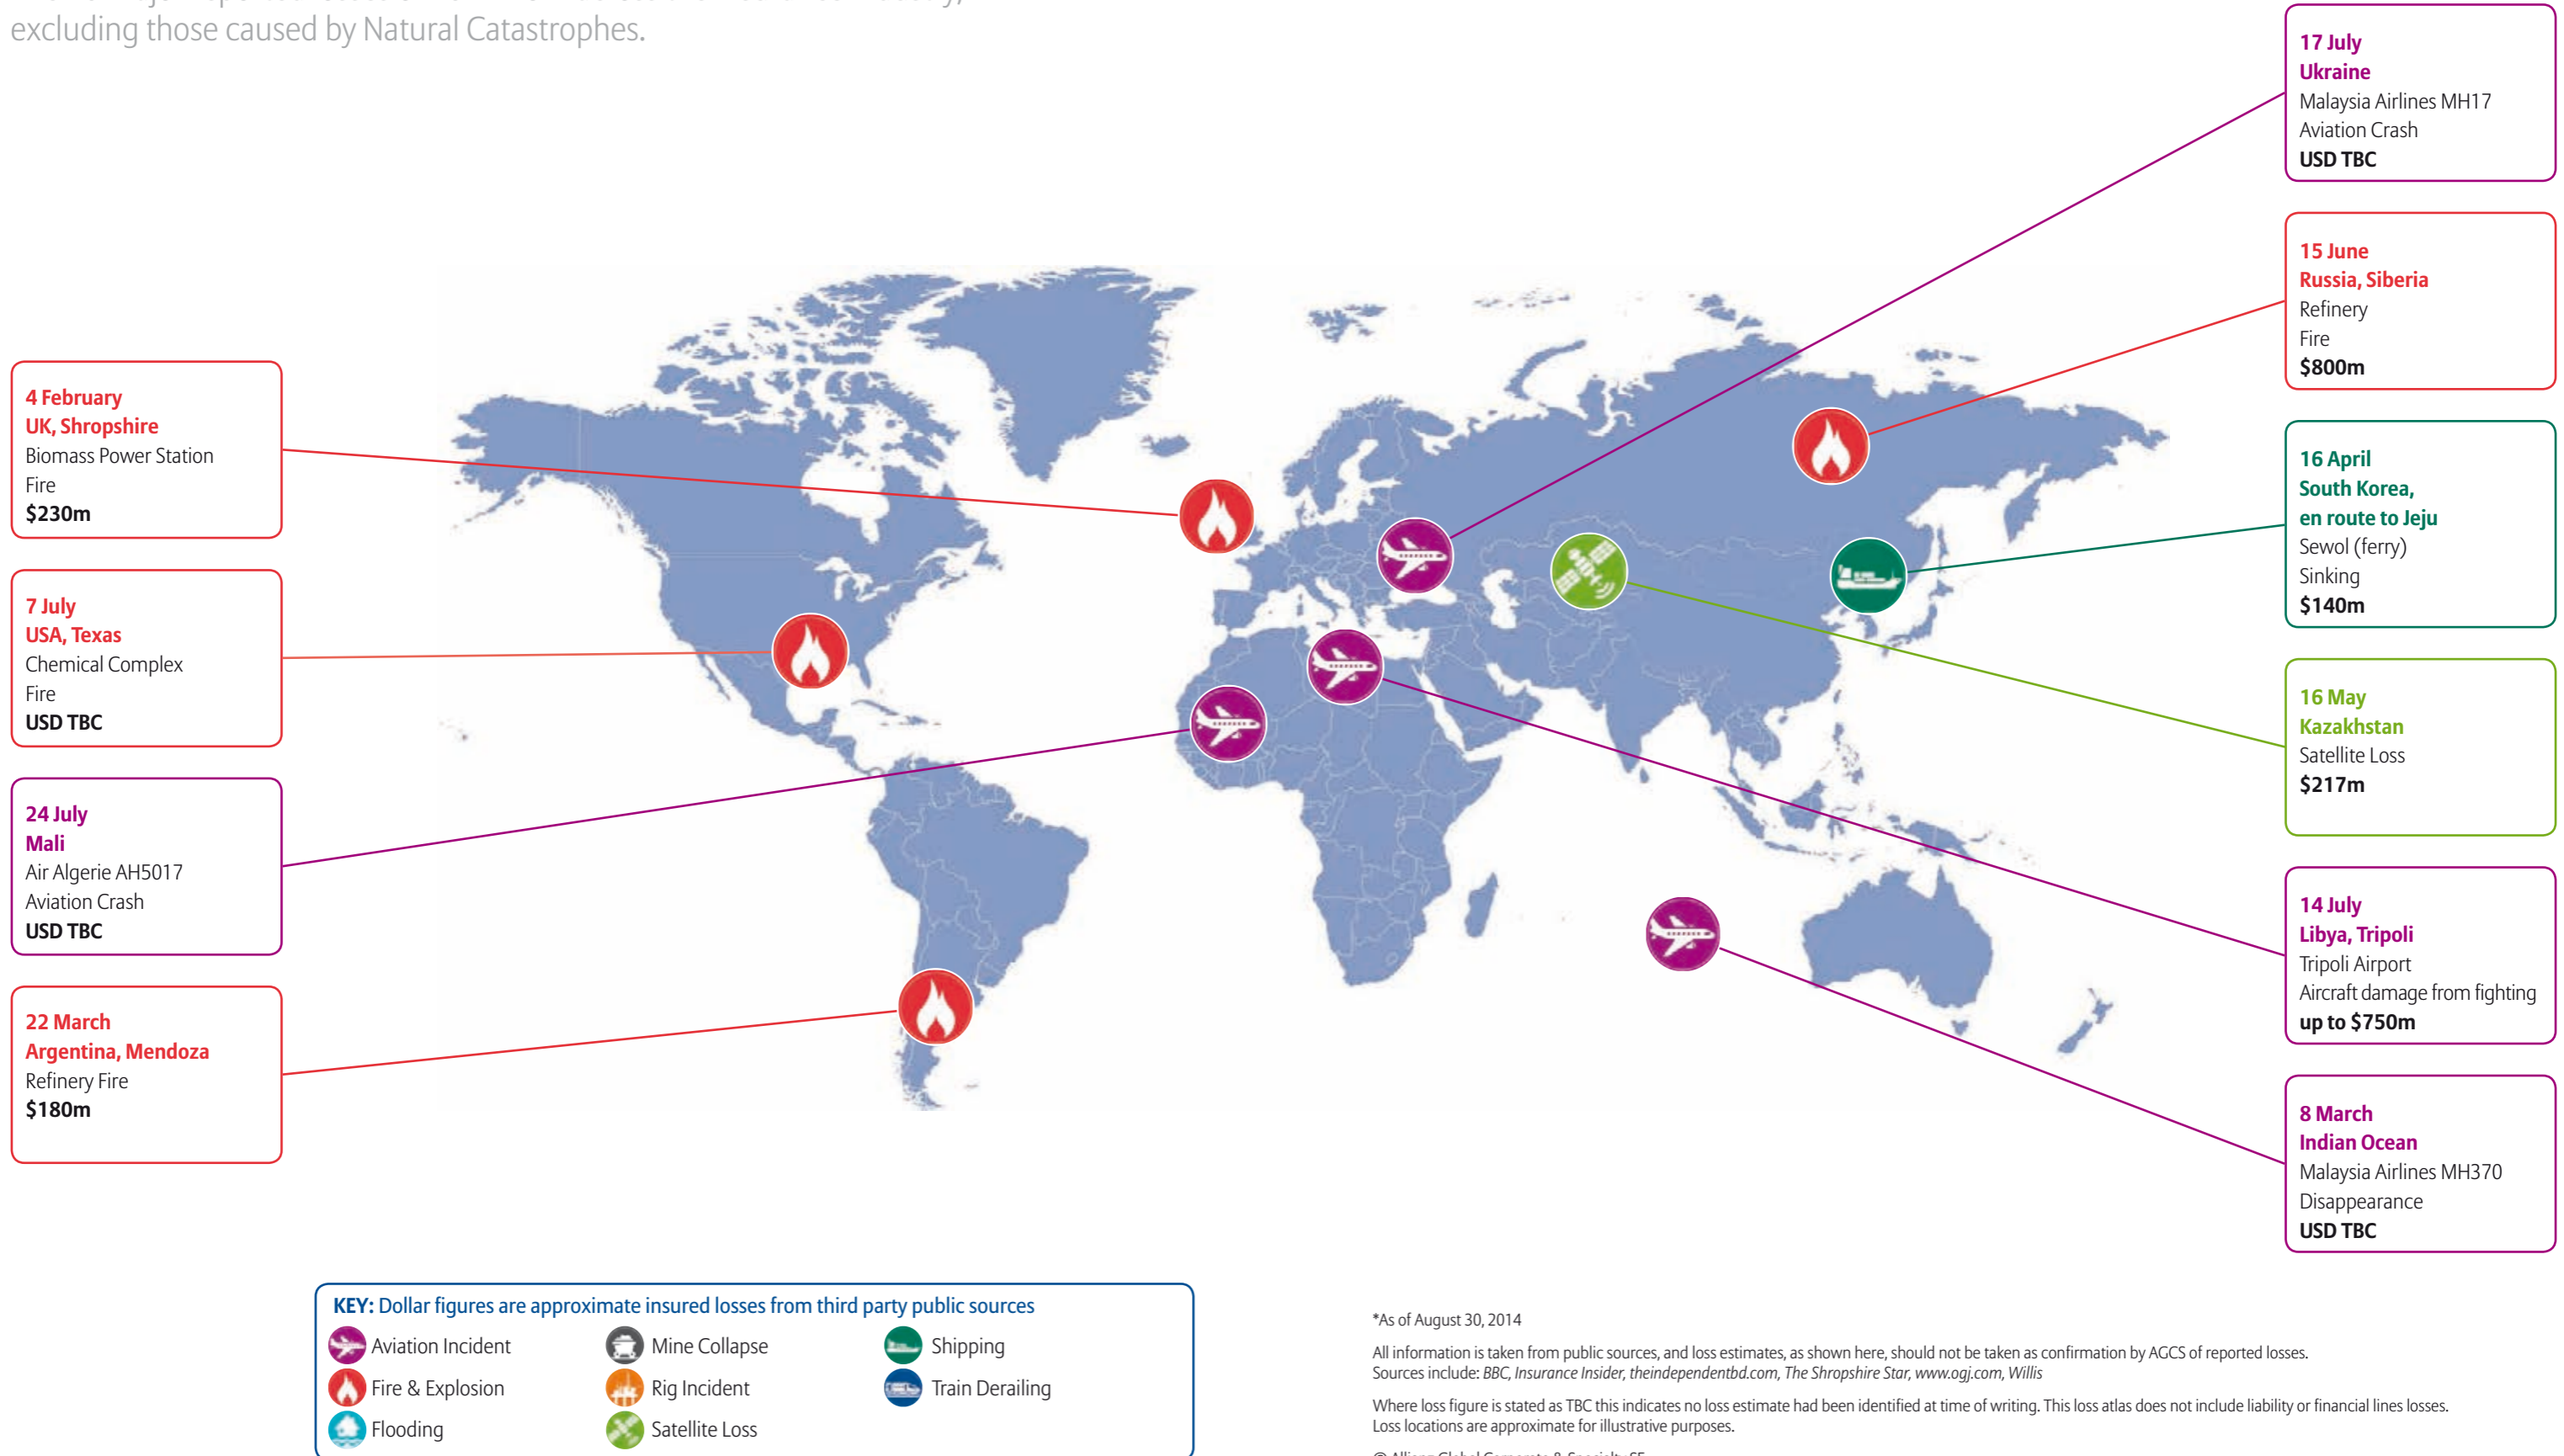 excluding those caused by Natural Catastrophes.
4 February
UK, Shropshire
Biomass Power Station
Fire
$230m
7 July
USA, Texas
Chemical Complex
Fire
USD TBC
24 July
Mali
Air Algerie AH5017
Aviation Crash
USD TBC
22 March
Argentina, Mendoza
Refinery Fire
$180m
17 July
Ukraine
Malaysia Airlines MH17
Aviation Crash
USD TBC
15 June
Russia, Siberia
Refinery
Fire
$800m
16 April
South Korea,
en route to Jeju
Sewol (ferry)
Sinking
$140m
16 May
Kazakhstan
Satellite Loss
$217m
14 July
Libya, Tripoli
Tripoli Airport
Aircraft damage from fighting
up to $750m
8 March
Indian Ocean
Malaysia Airlines MH370
Disappearance
USD TBC
KEY: Dollar figures are approximate insured losses from third party public sources
Aviation Incident
Fire & Explosion
Flooding
Mine Collapse
Rig Incident
Satellite Loss
Shipping
Train Derailing
*As of August 30, 2014
All information is taken from public sources, and loss estimates, as shown here, should not be taken as confirmation by AGCS of reported losses.
Sources include: BBC, Insurance Insider, theindependentbd.com, The Shropshire Star, www.ogj.com, Willis
Where loss figure is stated as TBC this indicates no loss estimate had been identified at time of writing. This loss atlas does not include liability or financial lines losses.
Loss locations are approximate for illustrative purposes.
© Allianz Global Corporate & Specialty SE